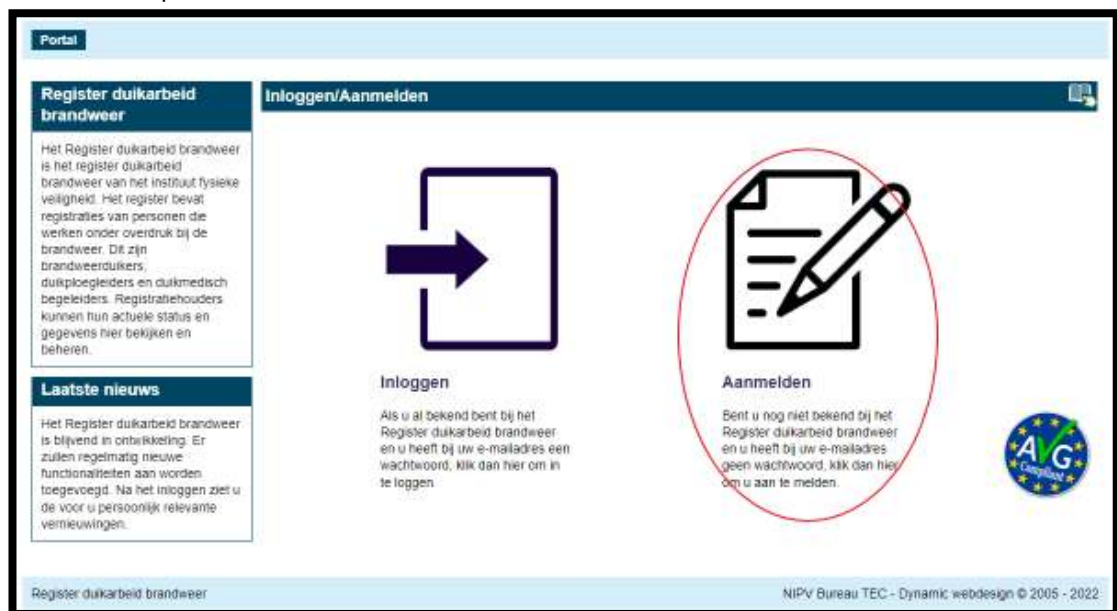 Portal
Register duikarbeid
brandweer
Het Register duikarbeid brandweer
is het register duikarbeid
brandweer van het instituut fysieke
veiligheid. Het register bevat
registraties van personen die
werken onder overdruk bij de
brandweer. Dit zijn
brandweerduikers,
duikploegleiders en duikmedisch
begeleiders. Registratiehouders
kunnen hun actuele status en
gegevens hier bekijken en
beheren.
Laatste nieuws
Het Register duikarbeid brandweer
is blijvend in ontwikkeling. Er
zullen regelmatig nieuwe
functionaliteiten aan worden
toegevoegd. Na het inloggen ziet u
de voor u persoonlijk relevante
vernieuwingen.
Inloggen/Aanmelden
Inloggen
Als u al bekend bent bij het
Register duikarbeid brandweer
en u heeft bij uw e-mailadres een
wachtwoord, klik dan hier om in
te loggen.
Aanmelden
Bent u nog niet bekend bij het
Register duikarbeid brandweer
en u heeft bij uw e-mailadres
geen wachtwoord, klik dan hier
om u aan te melden.
AVG
Compliant
Register duikarbeid brandweer
NIPV Bureau TEC - Dynamic webdesign © 2005 - 2022